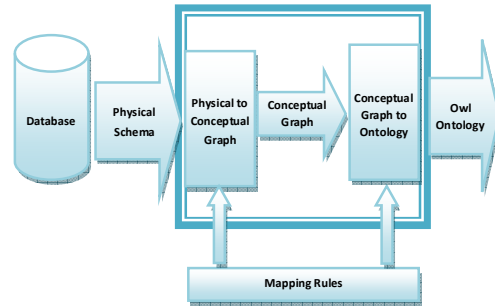 Database
Physical
Schema
Physical to
Conceptual
Graph
Conceptual
Graph
Conceptual
Graph to
Ontology
Owl
Ontology
Mapping Rules